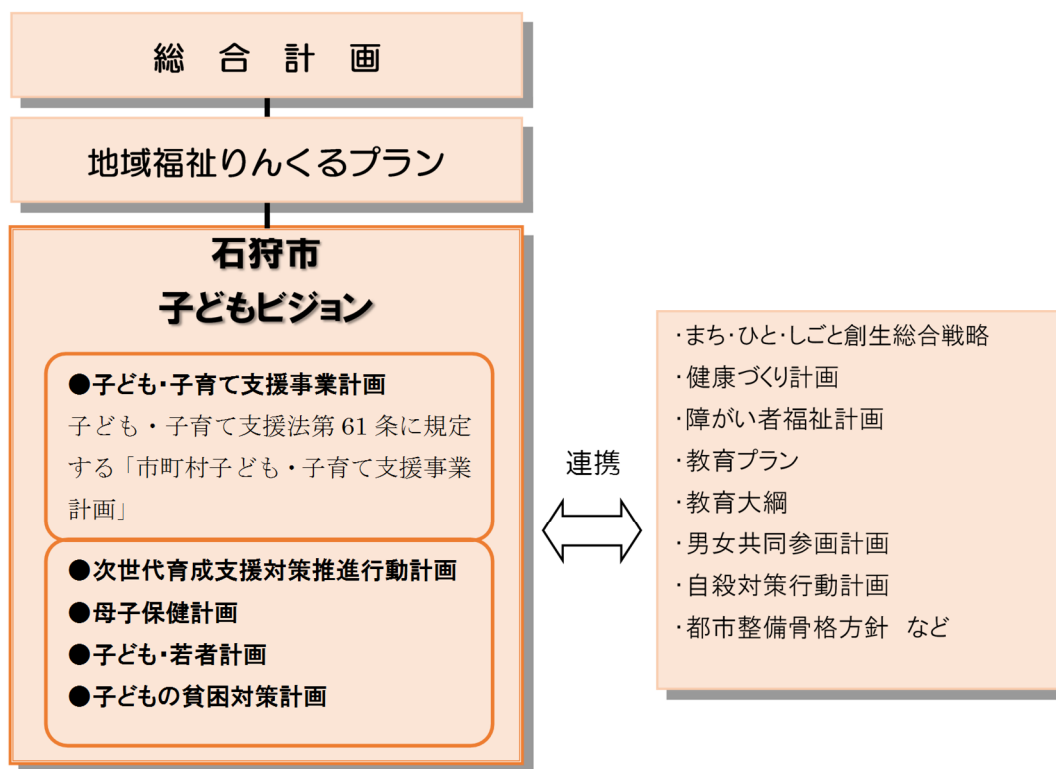 総 合 計 画
地域福祉りんくるプラン
石狩市
子どもビジョン
●子ども・子育て支援事業計画
子ども・子育て支援法第 61 条に規定
する「市町村子ども・子育て支援事業
計画」
●次世代育成支援対策推進行動計画
●母子保健計画
●子ども・若者計画
●子どもの貧困対策計画
連携
・まち・ひと・しごと創生総合戦略
・健康づくり計画
・障がい者福祉計画
・教育プラン
・教育大綱
・男女共同参画計画
・自殺対策行動計画
・都市整備骨格方針 など